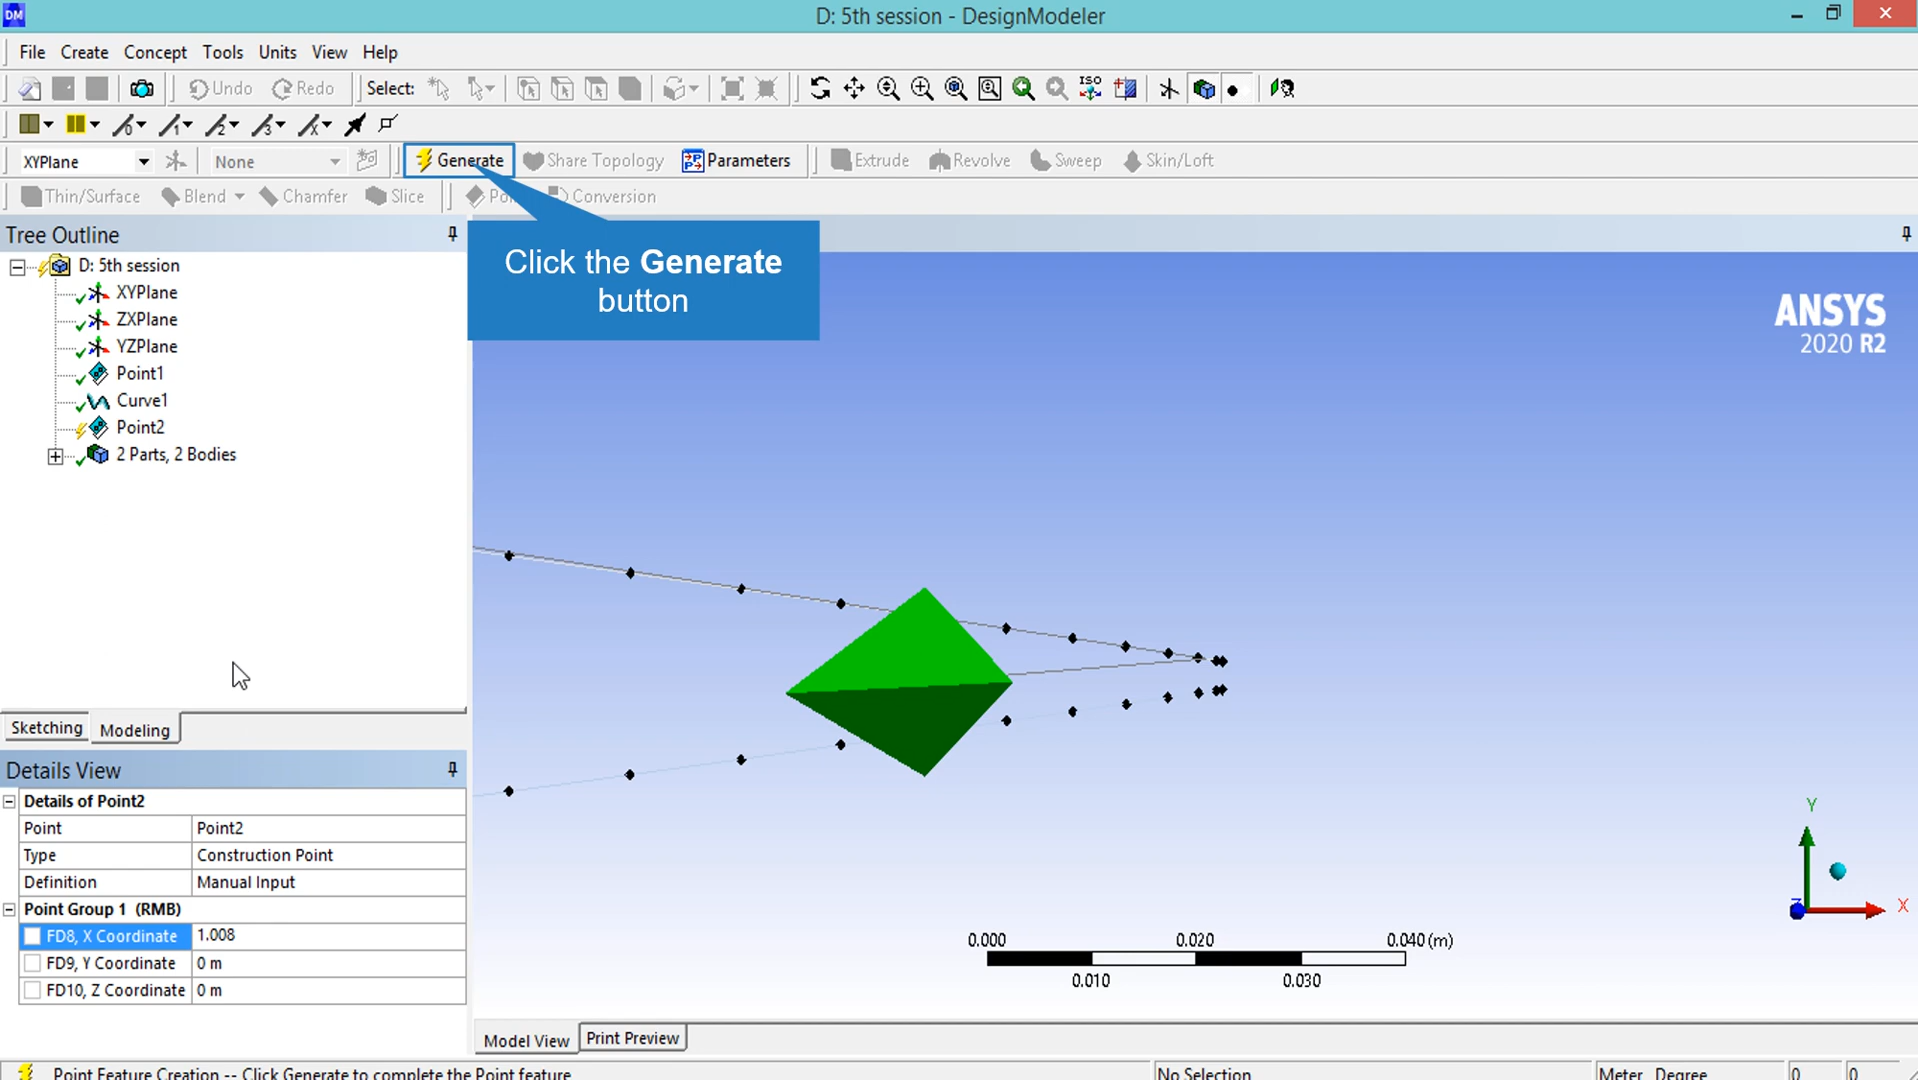 DM
D: 5th session - DesignModeler
File Create Concept Tools Units View Help
Undo Redo Select: ISO
XYPlane None Generate Share Topology Parameters Extrude Revolve Sweep Skin/Loft
Thin/Surface Blend Chamfer Slice Conversion
Tree Outline
Click the Generate
button
D: 5th session
XYPlane
ZXPlane
YZPlane
Point1
Curve1
Point2
2 Parts, 2 Bodies
ANSYS
2020 R2
Sketching Modeling
Details View
Details of Point2
Point Point2
Type Construction Point
Definition Manual Input
Point Group 1 (RMB)
FD8, X Coordinate 1.008
FD9, Y Coordinate 0 m
FD10, Z Coordinate 0 m
Y
X
Z
0.000 0.020 0.040 (m)
0.010 0.030
Model View Print Preview
Point Feature Creation -- Click Generate to complete the Point feature No Selection Meter Degree 0 0